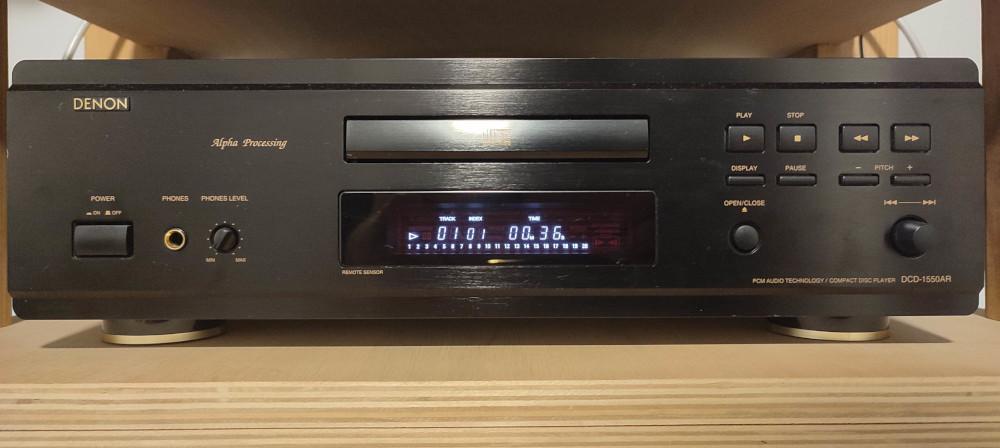 DENON
Alpha Processing
POWER
ON OFF
PHONES
PHONES LEVEL
MIN MAX
REMOTE SENSOR
TRACK INDEX TIME
01 01 00m 36s
1 2 3 4 5 6 7 8 9 10 11 12 13 14 15 16 17 18 19 20
PLAY STOP
DISPLAY PAUSE
− PITCH +
OPEN/CLOSE
PCM AUDIO TECHNOLOGY / COMPACT DISC PLAYER DCD-1550AR